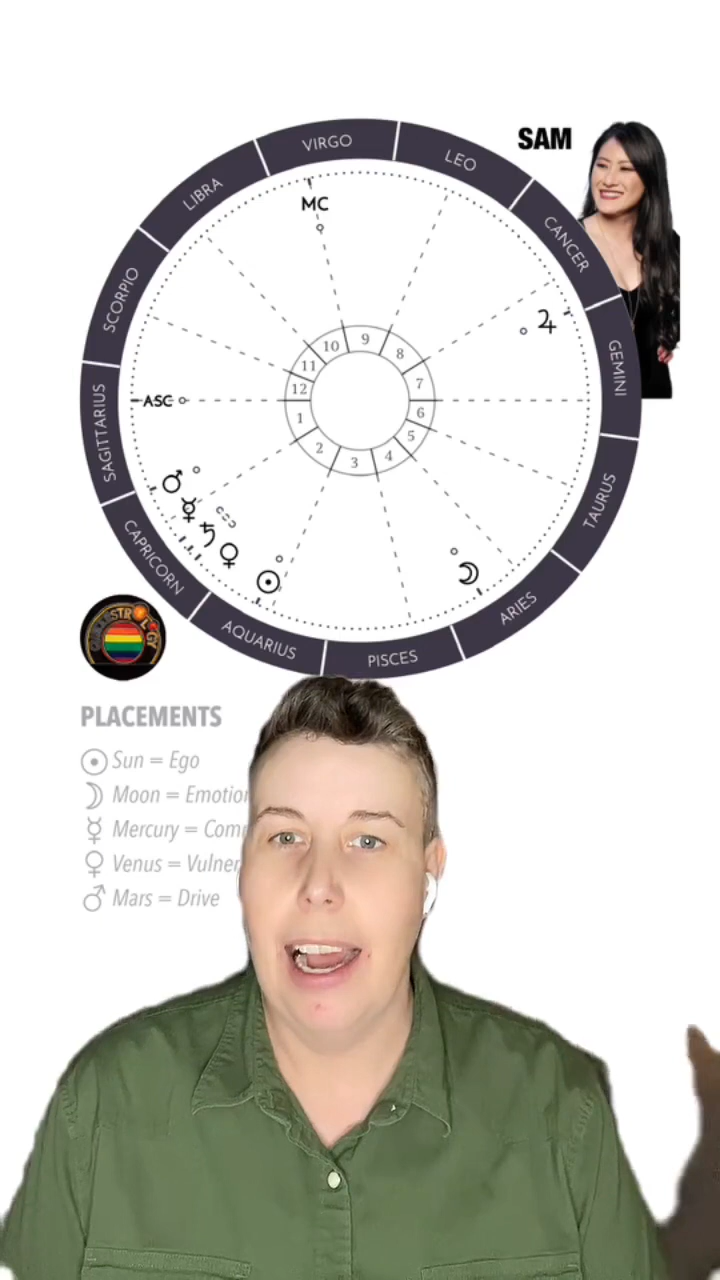 SAM
VIRGO
LEO
CANCER
GEMINI
TAURUS
ARIES
PISCES
AQUARIUS
CAPRICORN
SAGITTARIUS
SCORPIO
LIBRA
MC
ASC
10
9
8
7
6
5
4
3
2
1
12
11
PLACEMENTS
Sun = Ego
Moon = Emotion
Mercury = Com
Venus = Vulner
Mars = Drive